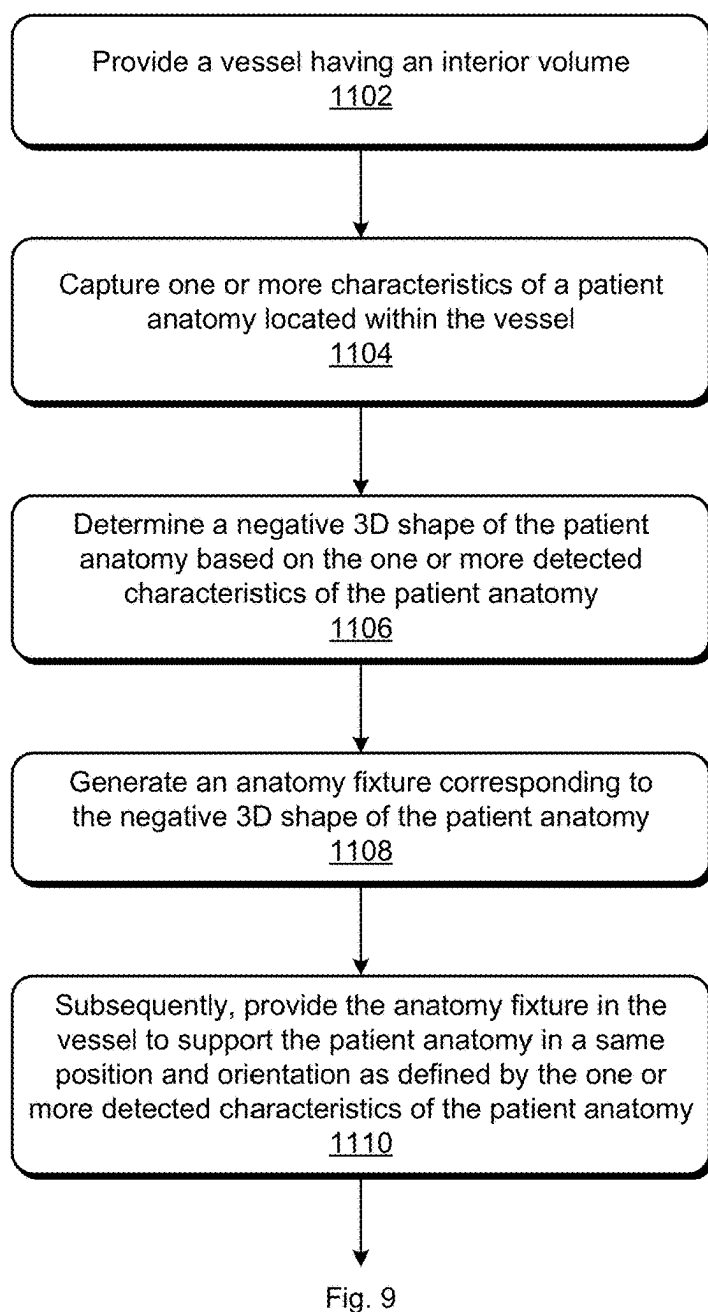 Provide a vessel having an interior volume
1102
Capture one or more characteristics of a patient
anatomy located within the vessel
1104
Determine a negative 3D shape of the patient
anatomy based on the one or more detected
characteristics of the patient anatomy
1106
Generate an anatomy fixture corresponding to
the negative 3D shape of the patient anatomy
1108
Subsequently, provide the anatomy fixture in the
vessel to support the patient anatomy in a same
position and orientation as defined by the one or
more detected characteristics of the patient anatomy
1110
Fig. 9